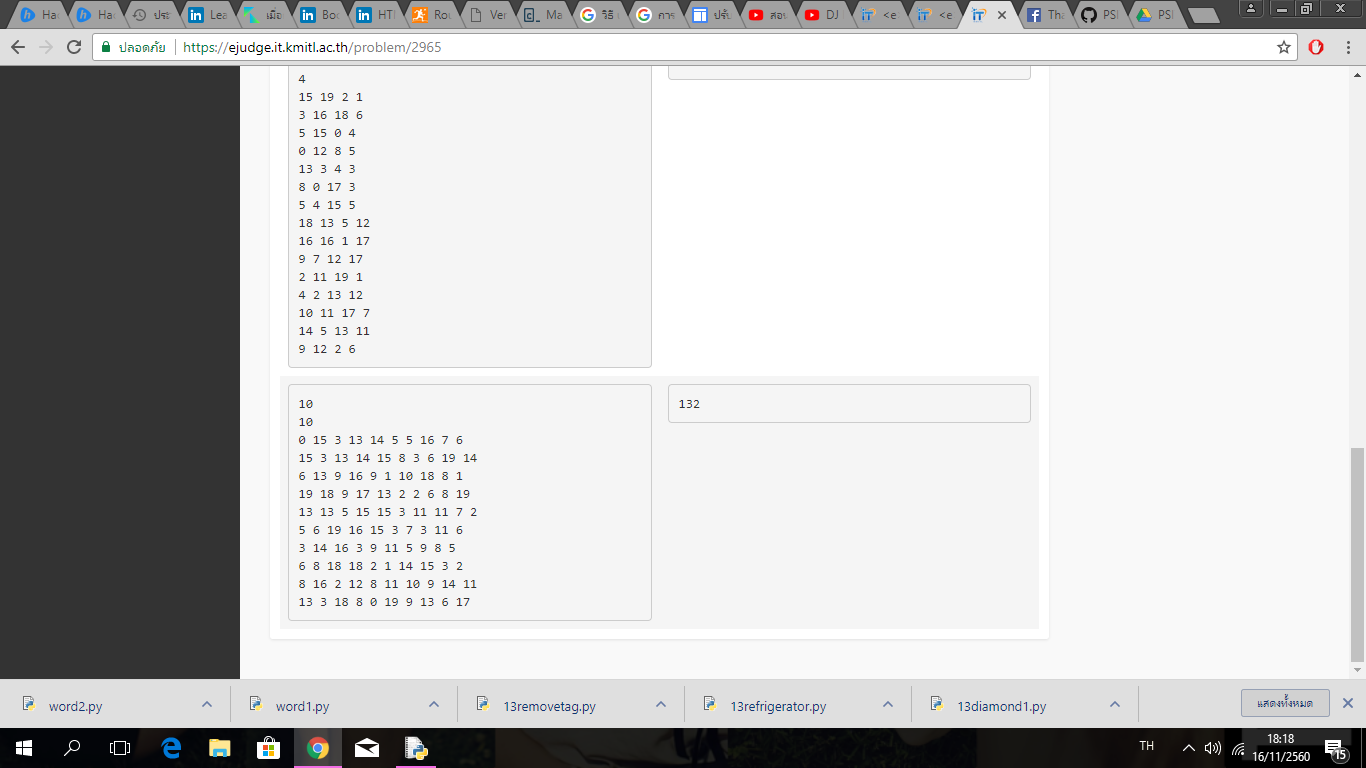 Ha
Ha
ประ
Lea
เมื่อ
Boo
HTI
Rou
Ver
Ma
วิธี
การ
ปรับ
สอน
DJ
<e
<e
Tha
PSI
PSI
ปลอดภัย
https://ejudge.it.kmitl.ac.th/problem/2965
4
15 19 2 1
3 16 18 6
5 15 0 4
0 12 8 5
13 3 4 3
8 0 17 3
5 4 15 5
18 13 5 12
16 16 1 17
9 7 12 17
2 11 19 1
4 2 13 12
10 11 17 7
14 5 13 11
9 12 2 6
10
10
0 15 3 13 14 5 5 16 7 6
15 3 13 14 15 8 3 6 19 14
6 13 9 16 9 1 10 18 8 1
19 18 9 17 13 2 2 6 8 19
13 13 5 15 15 3 11 11 7 2
5 6 19 16 15 3 7 3 11 6
3 14 16 3 9 11 5 9 8 5
6 8 18 18 2 1 14 15 3 2
8 16 2 12 8 11 10 9 14 11
13 3 18 8 0 19 9 13 6 17
132
word2.py
word1.py
13removetag.py
13refrigerator.py
13diamond1.py
แสดงทั้งหมด
TH
18:18
16/11/2560
15